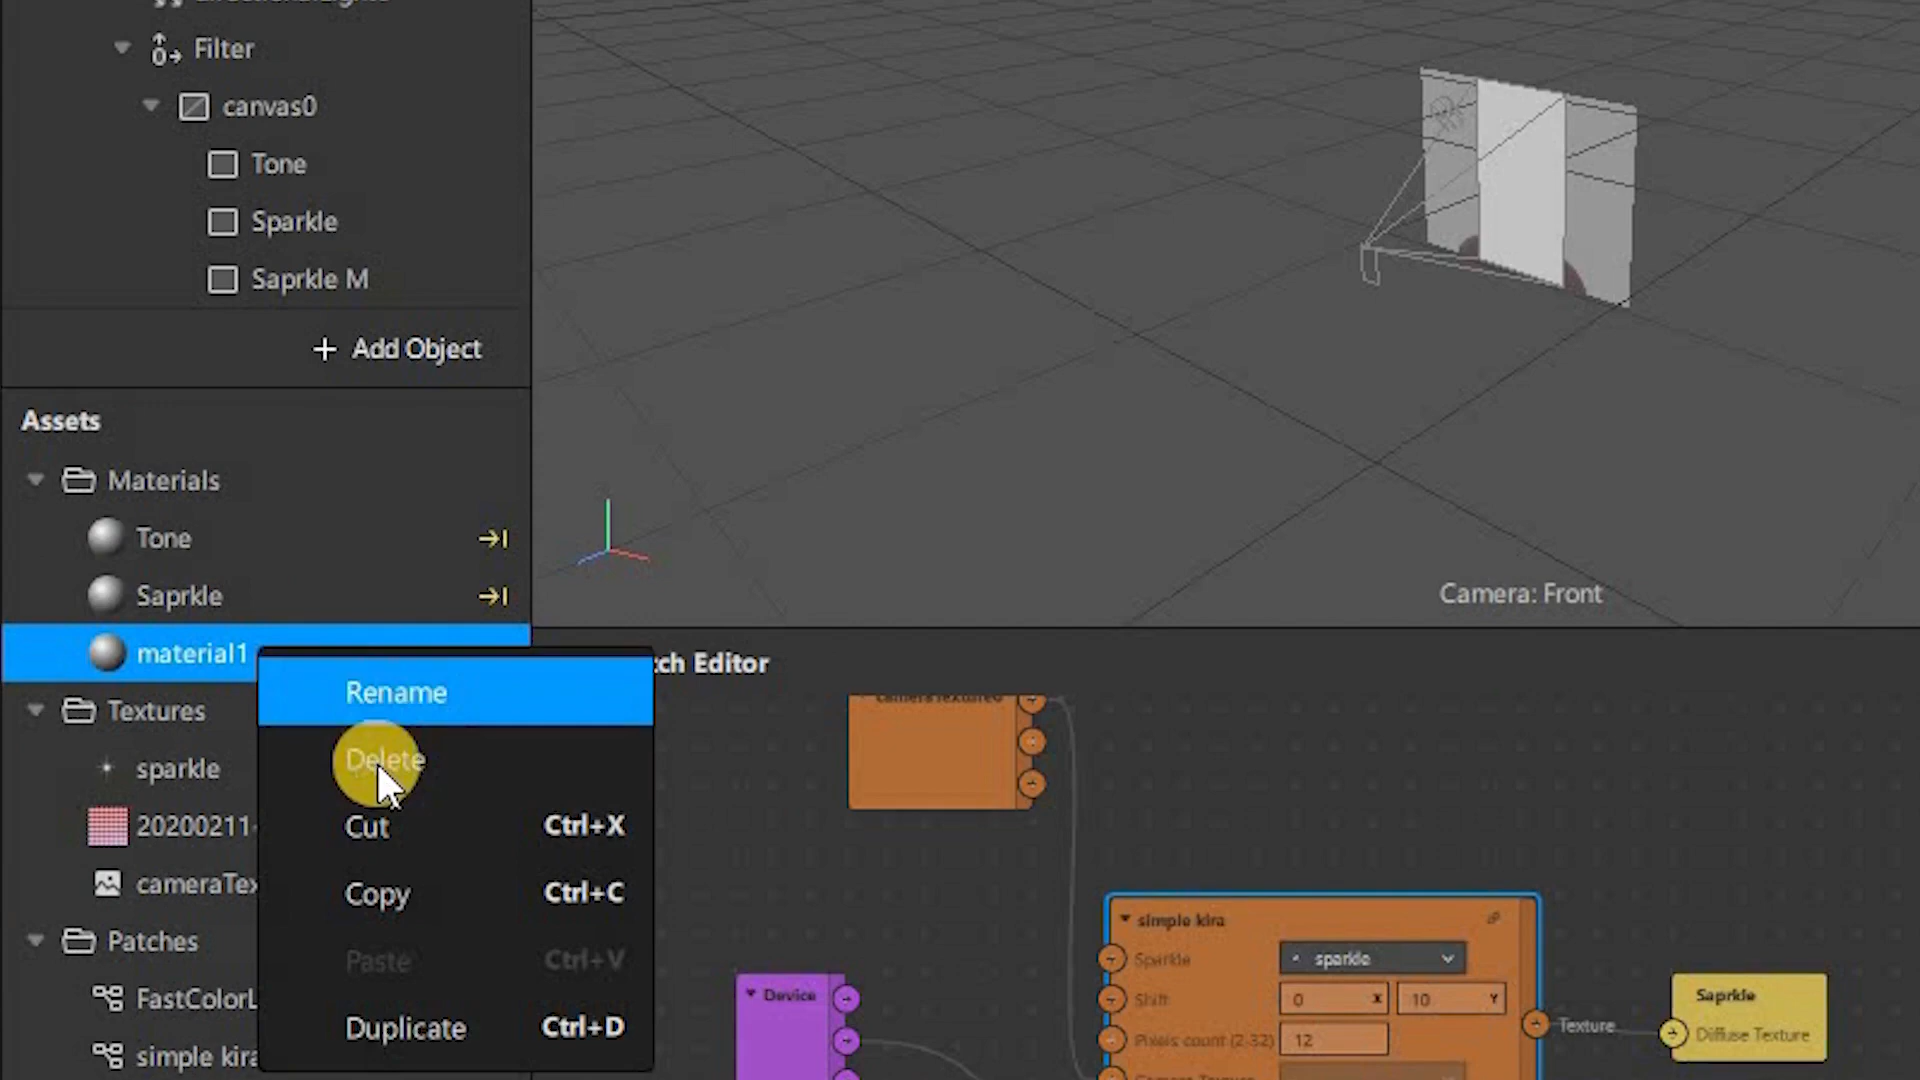 Filter
canvas0
Tone
Sparkle
Saprkle M
+ Add Object
Assets
Materials
Tone
Saprkle
material1
Textures
sparkle
20200211-
cameraTex
Patches
FastColorL
simple kira
Rename
Delete
Cut Ctrl+X
Copy Ctrl+C
Paste Ctrl+V
Duplicate Ctrl+D
Camera: Front
tch Editor
cameraTexture0
Device
simple kira
Sparkle sparkle
Shift 0 X 10 Y
Pixels count (2-32) 12
Texture
Saprkle
Diffuse Texture